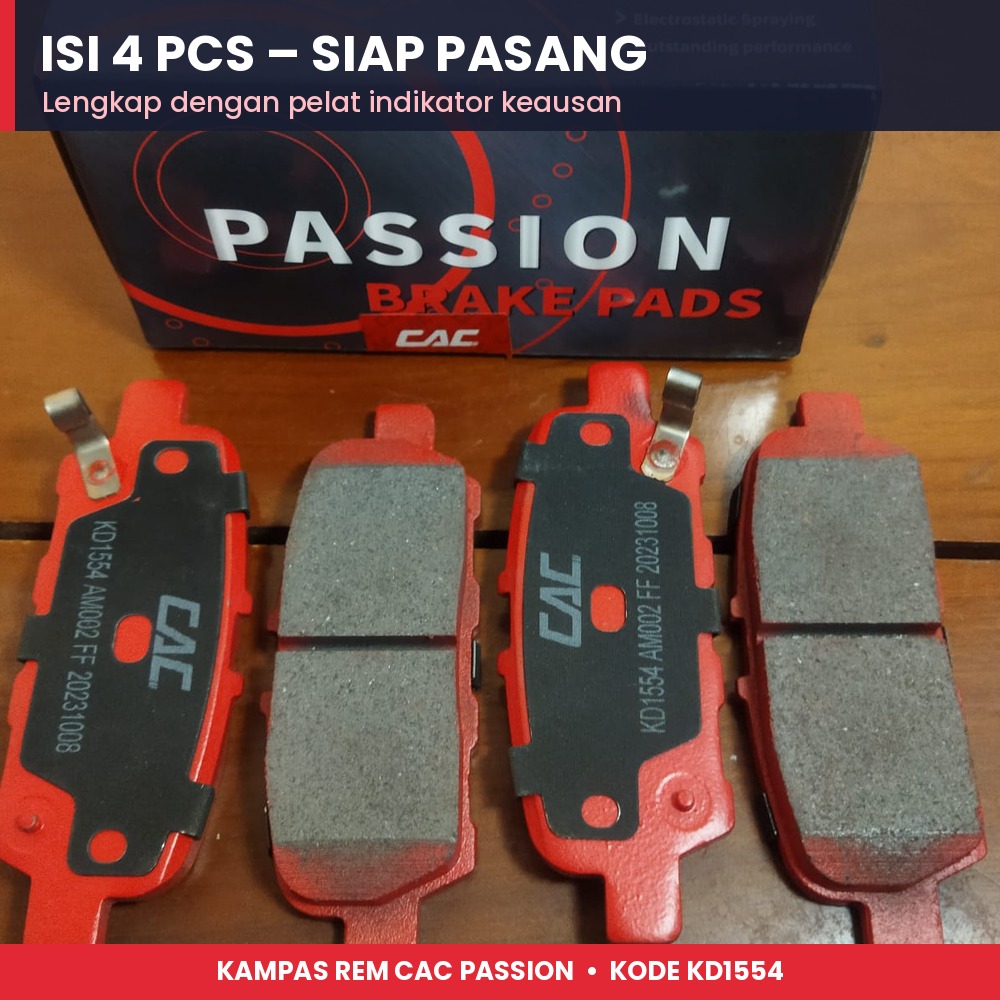 Electrostatic Spraying
outstanding performance
ISI 4 PCS – SIAP PASANG
Lengkap dengan pelat indikator keausan
PASSION
BRAKE PADS
CAC
KD1554 AM002 FF 20231008
CAC
CAC
KD1554 AM002 FF 20231008
KAMPAS REM CAC PASSION • KODE KD1554